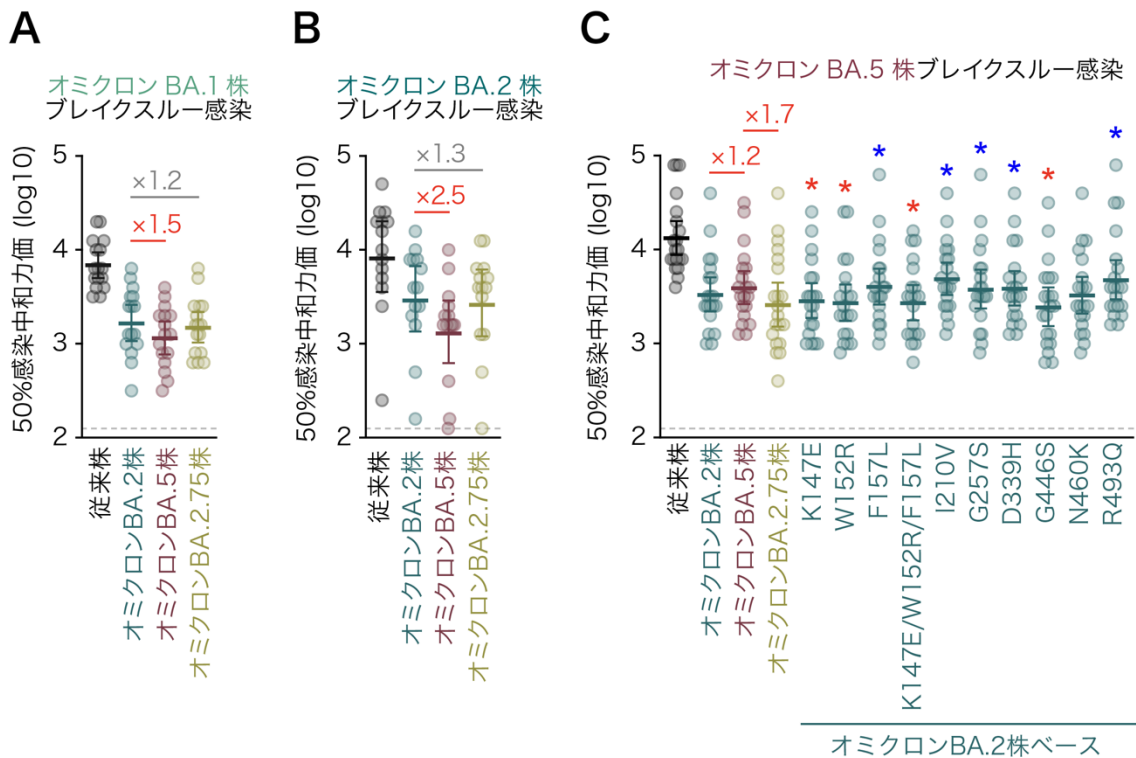 A
オミクロン BA.1 株
ブレイクスルー感染
50%感染中和力価 (log10)
5
4
3
2
×1.2
×1.5
従来株
オミクロンBA.2株
オミクロンBA.5株
オミクロンBA.2.75株
B
オミクロン BA.2 株
ブレイクスルー感染
50%感染中和力価 (log10)
5
4
3
2
×1.3
×2.5
従来株
オミクロンBA.2株
オミクロンBA.5株
オミクロンBA.2.75株
C
オミクロン BA.5 株ブレイクスルー感染
50%感染中和力価 (log10)
5
4
3
2
×1.7
×1.2
* * * * * * * * *
従来株
オミクロンBA.2株
オミクロンBA.5株
オミクロンBA.2.75株
K147E
W152R
F157L
K147E/W152R/F157L
I210V
G257S
D339H
G446S
N460K
R493Q
オミクロンBA.2株ベース